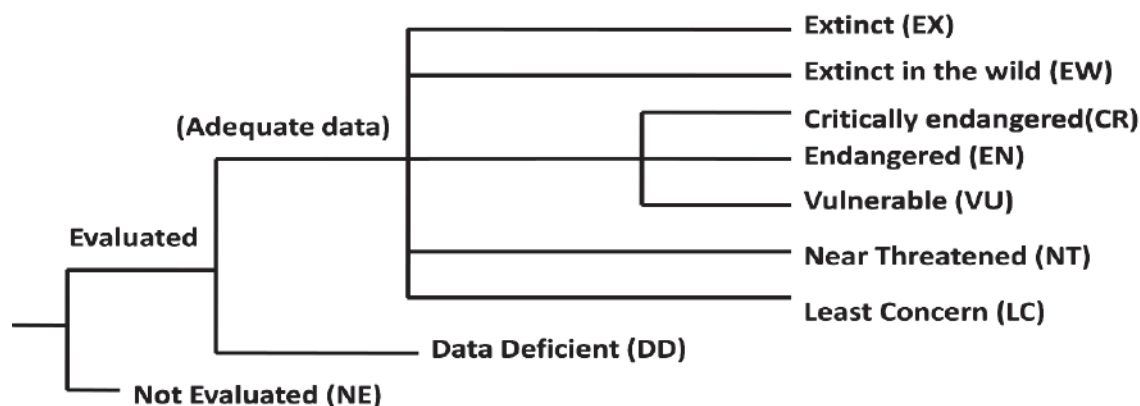 Extinct (EX)
Extinct in the wild (EW)
(Adequate data)
Critically endangered(CR)
Endangered (EN)
Vulnerable (VU)
Evaluated
Near Threatened (NT)
Least Concern (LC)
Data Deficient (DD)
Not Evaluated (NE)